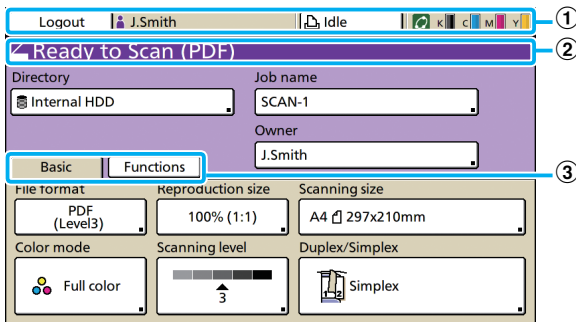 Logout J.Smith Idle K C M Y ①
Ready to Scan (PDF) ②
Directory Job name
Internal HDD SCAN-1
Owner
J.Smith
Basic Functions ③
File format Reproduction size Scanning size
PDF
(Level3) 100% (1:1) A4 297x210mm
Color mode Scanning level Duplex/Simplex
Full color 3 1 2 Simplex